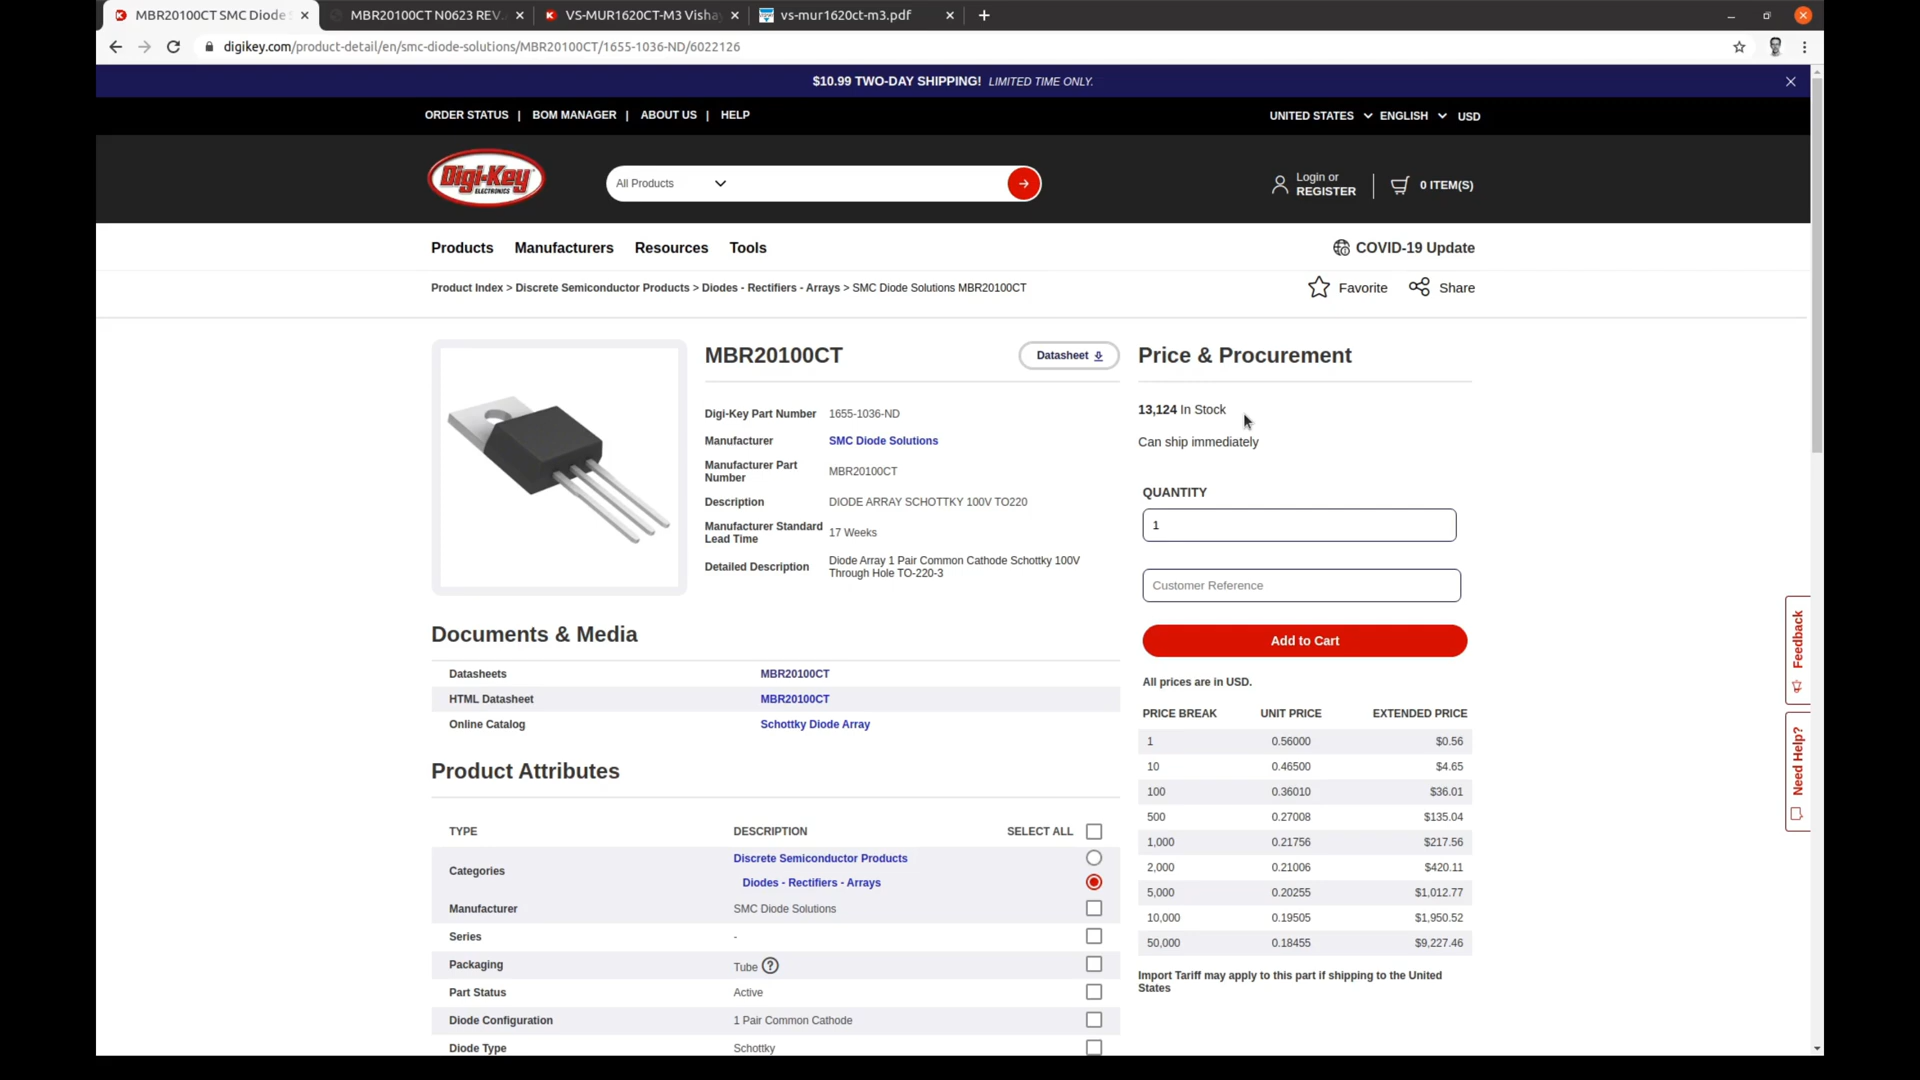 MBR20100CT SMC Diode
MBR20100CT N0623 REV.
VS-MUR1620CT-M3 Visha
vs-mur1620ct-m3.pdf
digikey.com/product-detail/en/smc-diode-solutions/MBR20100CT/1655-1036-ND/6022126
$10.99 TWO-DAY SHIPPING! LIMITED TIME ONLY.
ORDER STATUS | BOM MANAGER | ABOUT US | HELP
UNITED STATES ENGLISH USD
Digi-Key
ELECTRONICS
All Products
Login or
REGISTER
0 ITEM(S)
Products Manufacturers Resources Tools
COVID-19 Update
Product Index > Discrete Semiconductor Products > Diodes - Rectifiers - Arrays > SMC Diode Solutions MBR20100CT
Favorite Share
MBR20100CT
Datasheet
Digi-Key Part Number 1655-1036-ND
Manufacturer SMC Diode Solutions
Manufacturer Part
Number
MBR20100CT
Description DIODE ARRAY SCHOTTKY 100V TO220
Manufacturer Standard
Lead Time
17 Weeks
Detailed Description
Diode Array 1 Pair Common Cathode Schottky 100V
Through Hole TO-220-3
Price & Procurement
13,124 In Stock
Can ship immediately
QUANTITY
1
Customer Reference
Add to Cart
All prices are in USD.
PRICE BREAK UNIT PRICE EXTENDED PRICE
1 0.56000 $0.56
10 0.46500 $4.65
100 0.36010 $36.01
500 0.27008 $135.04
1,000 0.21756 $217.56
2,000 0.21006 $420.11
5,000 0.20255 $1,012.77
10,000 0.19505 $1,950.52
50,000 0.18455 $9,227.46
Import Tariff may apply to this part if shipping to the United
States
Documents & Media
Datasheets MBR20100CT
HTML Datasheet MBR20100CT
Online Catalog Schottky Diode Array
Product Attributes
TYPE DESCRIPTION SELECT ALL
Categories
Discrete Semiconductor Products
Diodes - Rectifiers - Arrays
Manufacturer SMC Diode Solutions
Series -
Packaging Tube ?
Part Status Active
Diode Configuration 1 Pair Common Cathode
Diode Type Schottky
Feedback
Need Help?